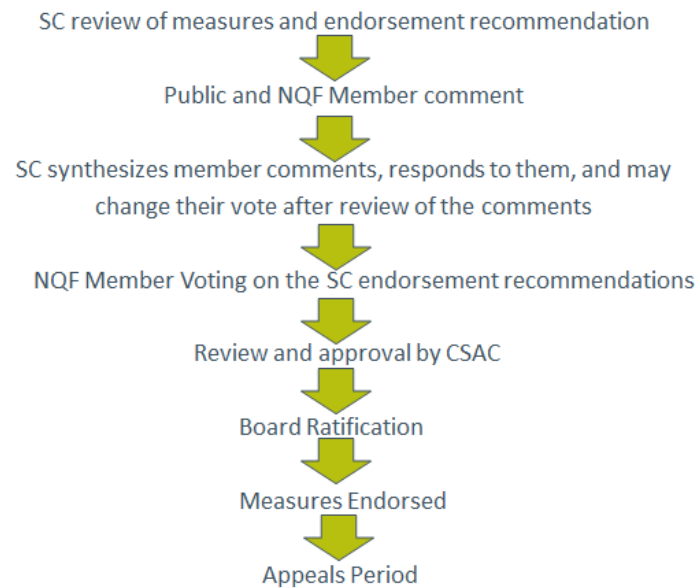 SC review of measures and endorsement recommendation
Public and NQF Member comment
SC synthesizes member comments, responds to them, and may
change their vote after review of the comments
NQF Member Voting on the SC endorsement recommendations
Review and approval by CSAC
Board Ratification
Measures Endorsed
Appeals Period